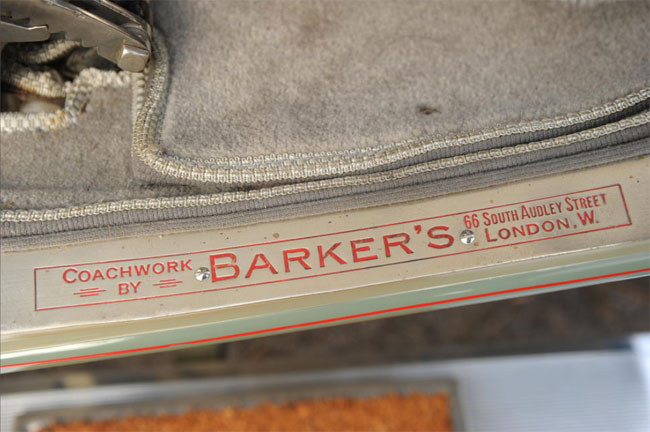 COACHWORK
BY
BARKER'S
66 SOUTH AUDLEY STREET
LONDON. W.